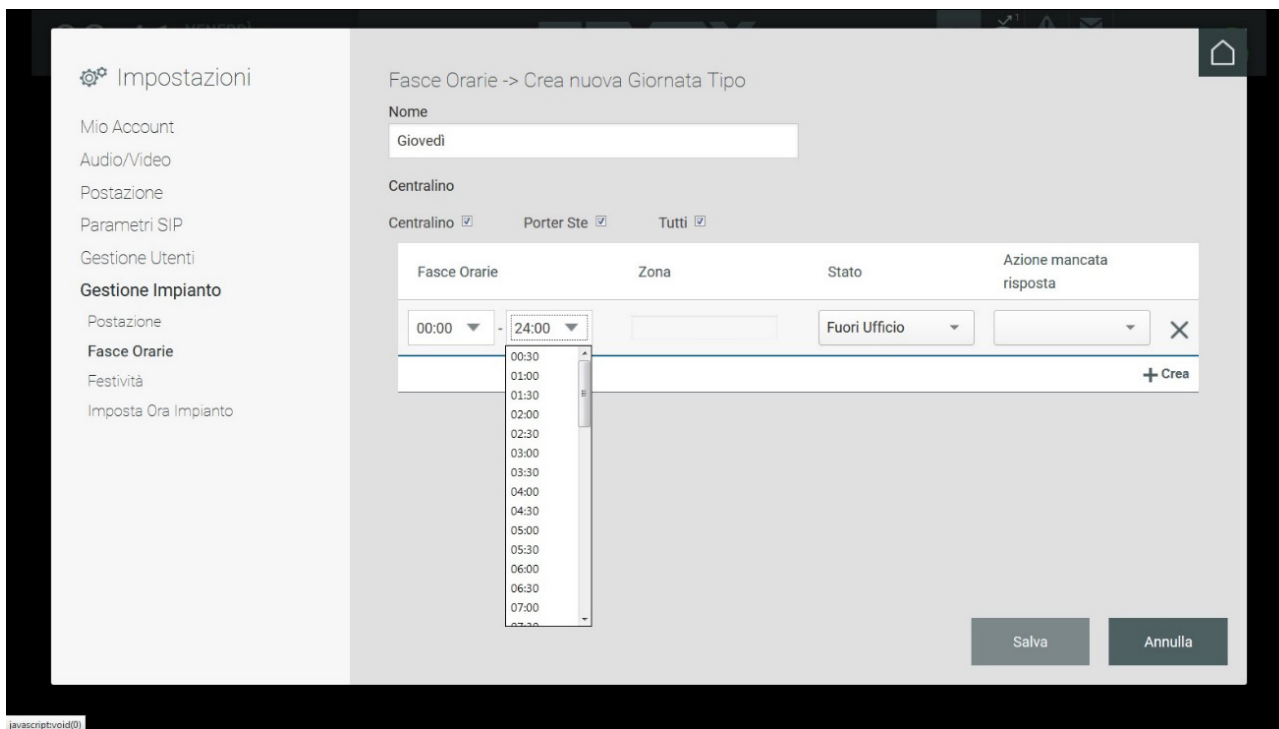 VENERDÌ
Impostazioni
Mio Account
Audio/Video
Postazione
Parametri SIP
Gestione Utenti
Gestione Impianto
Postazione
Fasce Orarie
Festività
Imposta Ora Impianto
Fasce Orarie -> Crea nuova Giornata Tipo
Nome
Giovedì
Centralino
Centralino Porter Ste Tutti
Fasce Orarie Zona Stato Azione mancata
risposta
00:00 - 24:00 Fuori Ufficio
00:30
01:00
01:30
02:00
02:30
03:00
03:30
04:00
04:30
05:00
05:30
06:00
06:30
07:00
07:30
+ Crea
Salva Annulla
javascript:void(0)